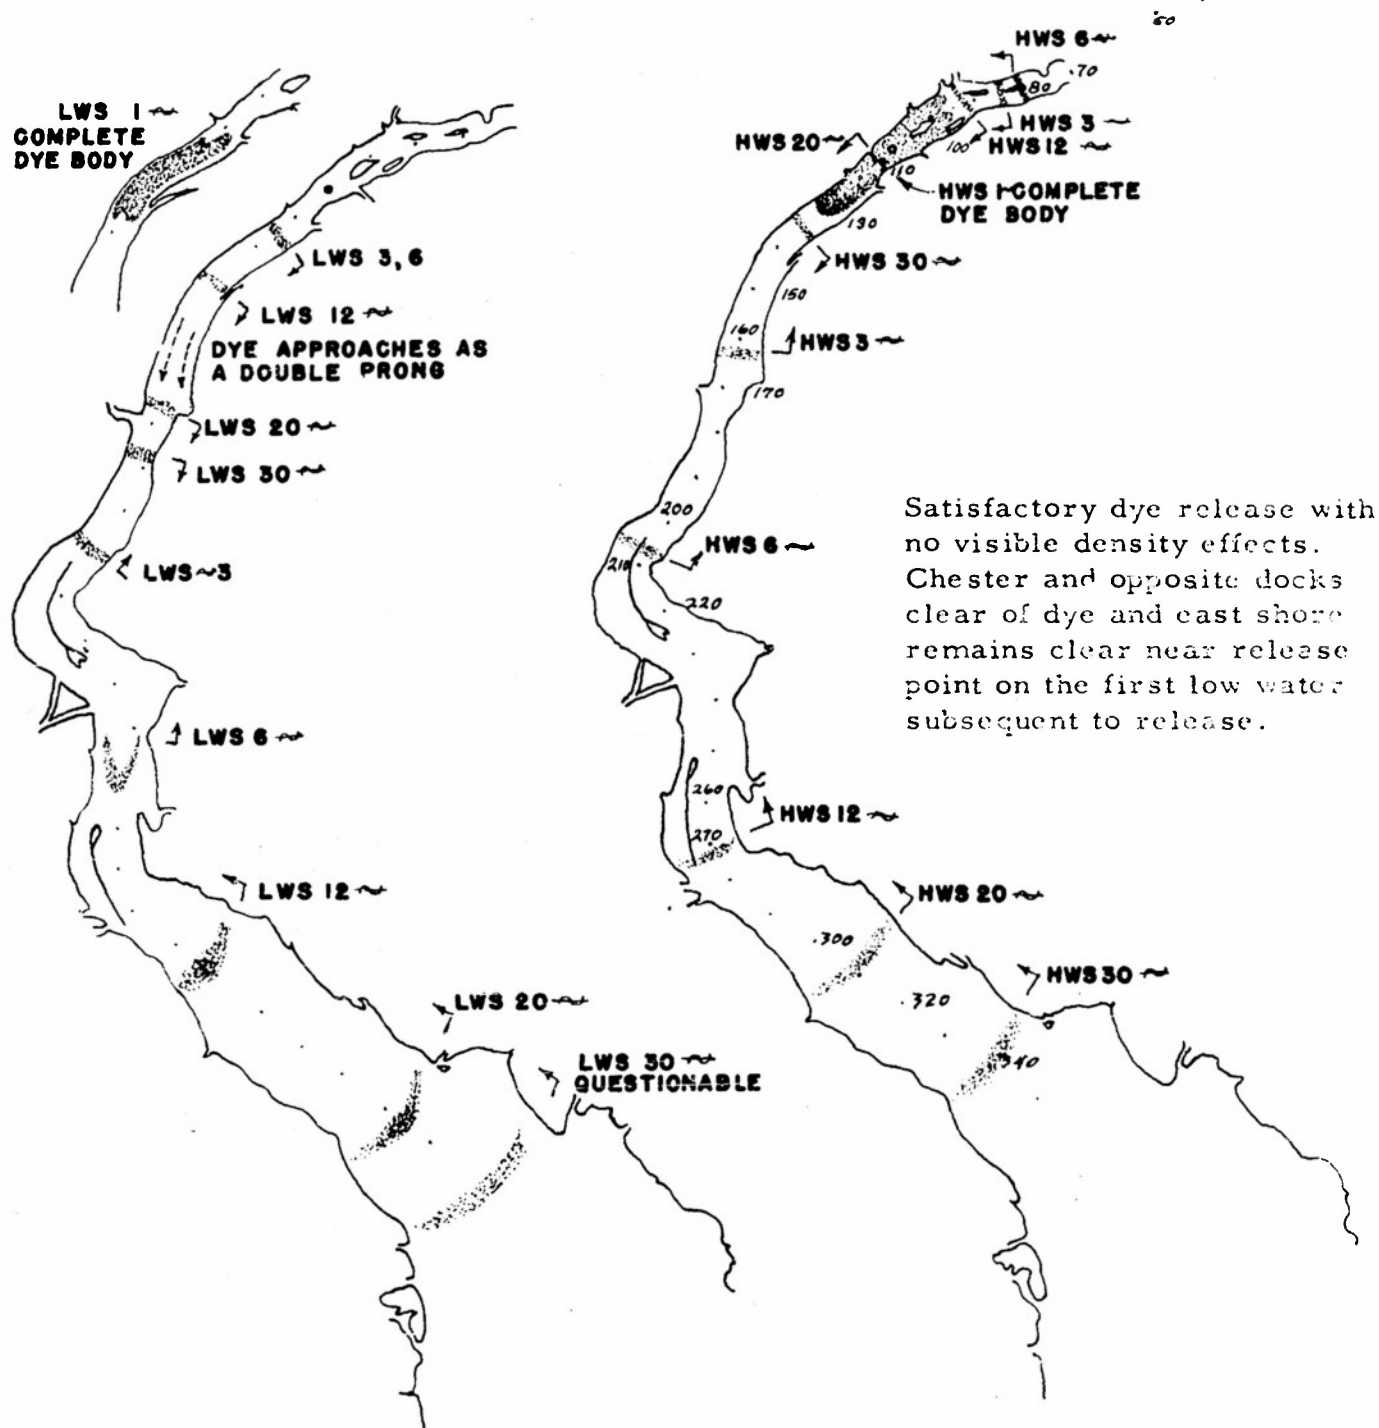 LWS 1 ~
COMPLETE
DYE BODY
LWS 3, 6
LWS 12 ~
DYE APPROACHES AS
A DOUBLE PRONG
LWS 20 ~
LWS 30 ~
LWS ~ 3
LWS 6 ~
LWS 12 ~
LWS 20 ~
LWS 30 ~
QUESTIONABLE
HWS 6 ~
.70
80
HWS 3 ~
HWS 20 ~
100
HWS 12 ~
110
HWS 1 COMPLETE
DYE BODY
130
HWS 30 ~
150
160
HWS 3 ~
170
200
HWS 6 ~
210
220
260
HWS 12 ~
270
HWS 20 ~
.300
HWS 30 ~
.320
340
Satisfactory dye release with
no visible density effects.
Chester and opposite docks
clear of dye and east shore
remains clear near release
point on the first low water
subsequent to release.